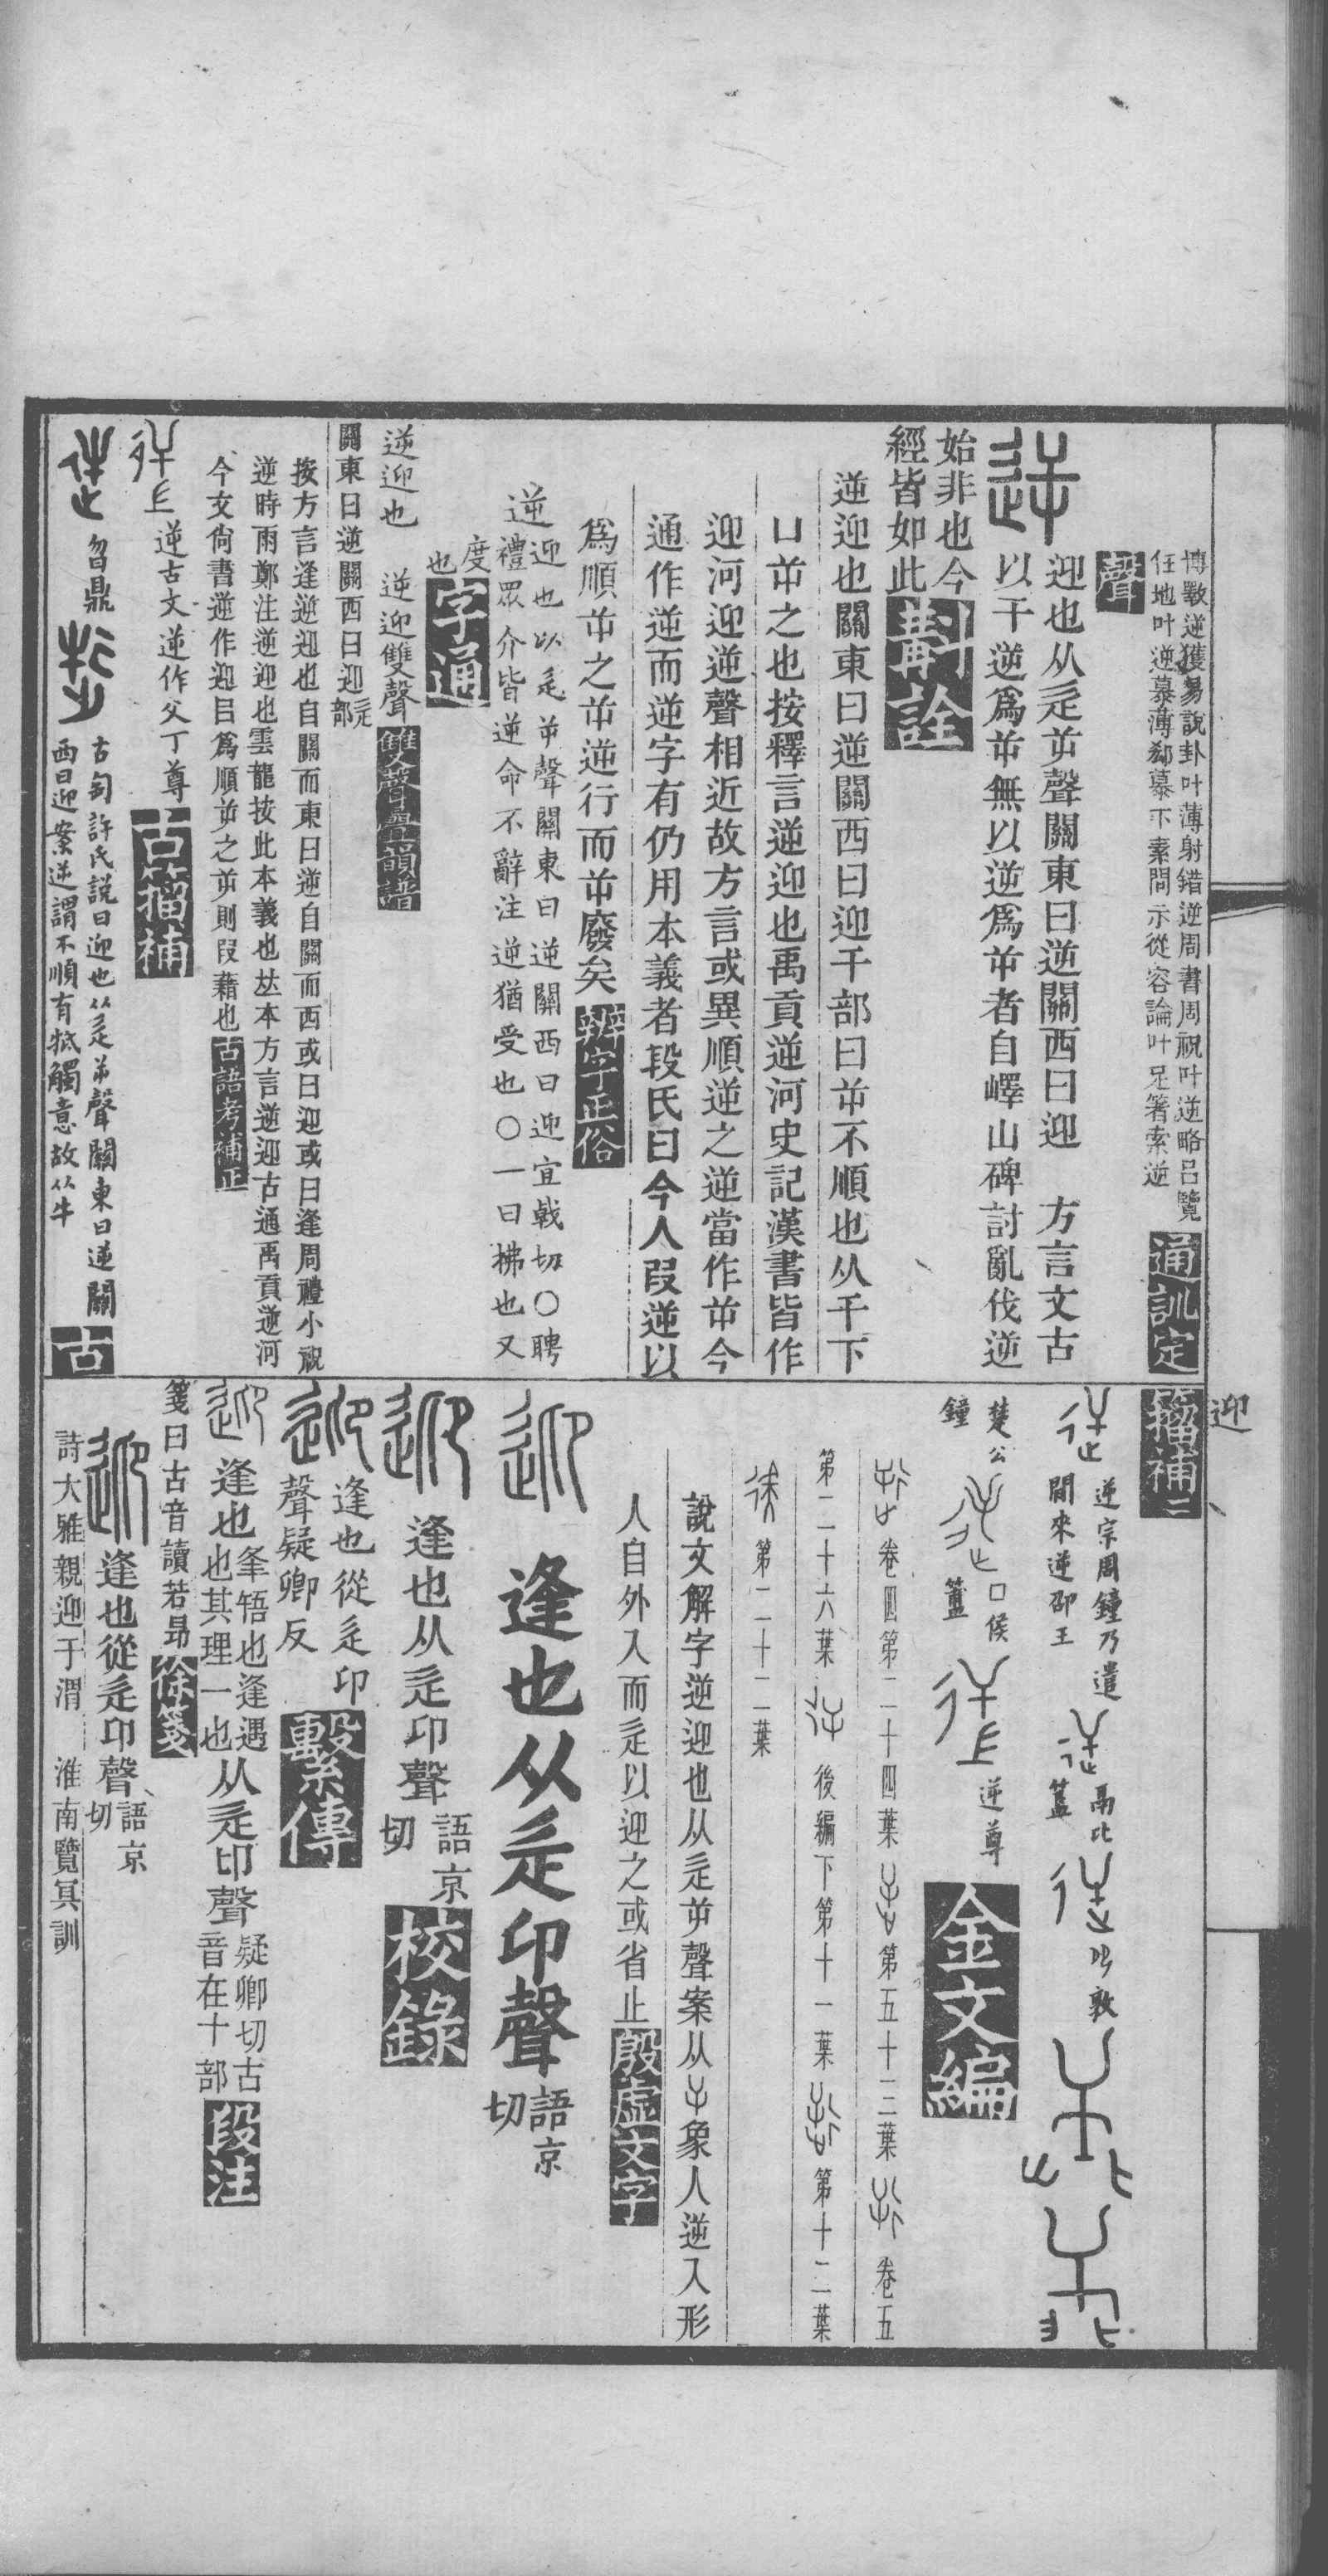 博斁逆獲易說卦叶薄射錯逆周書周祝叶逆略呂覽
任地叶逆慕薄郄慕下素問示從容論叶足箸索逆
通訓定
聲
迎也从辵屰聲關東曰逆關西曰迎　方言文古
以干逆爲屰無以逆爲屰者自嶧山碑討亂伐逆
始非也今
經皆如此
斠詮
逆迎也關東曰逆關西曰迎干部曰屰不順也从干下
凵屰之也按釋言逆迎也禹貢逆河史記漢書皆作
迎河迎逆聲相近故方言或異順逆之逆當作屰今
通作逆而逆字有仍用本義者段氏曰今人叚逆以
爲順屰之屰逆行而屰廢矣
辨字正俗
逆
迎也以辵屰聲關東曰逆關西曰迎宜戟切〇聘
禮眾介皆逆命不辭注逆猶受也〇一曰拂也又
度
也
字通
逆迎也　逆迎雙聲
雙聲疊韻譜
關東曰逆關西曰迎辵部
按方言逢逆迎也自關而東曰逆自關而西或曰迎或曰逢周禮小祝
逆時雨鄭注逆迎也雲龍按此本義也㚘本方言逆迎古通禹貢逆河
今文尙書逆作迎㠯爲順屰之屰則叚藉也
古語考補正
逆古文逆作父丁尊
古籀補
曶鼎
古匋許氏說曰迎也从辵屰聲關東曰逆關
西曰迎案逆謂不順有牴觸意故从牛
古
籀補二
迎
逆宗周鐘乃遣
閒來逆卲王
鬲比
簋
敦
楚公
鐘
口侯
簋
逆尊
金文編
卷四第二十四葉
第五十三葉
卷五
第二十六葉
後編下第十一葉
第十二葉
第二十二葉
說文解字逆迎也从辵屰聲案从屰象人逆入形
人自外入而辵以迎之或省止
殷虛文字
逢也从辵卬聲語京切
逢也从辵卬聲語京切
校錄
逢也從辵卬
聲疑卿反
繫傳
逢也夆牾也逢遇也其理一也从辵卬聲疑卿切古音在十部
段注
箋曰古音讀若昂
徐箋
逢也從辵卬聲語京切
詩大雅親迎于渭　淮南覽冥訓